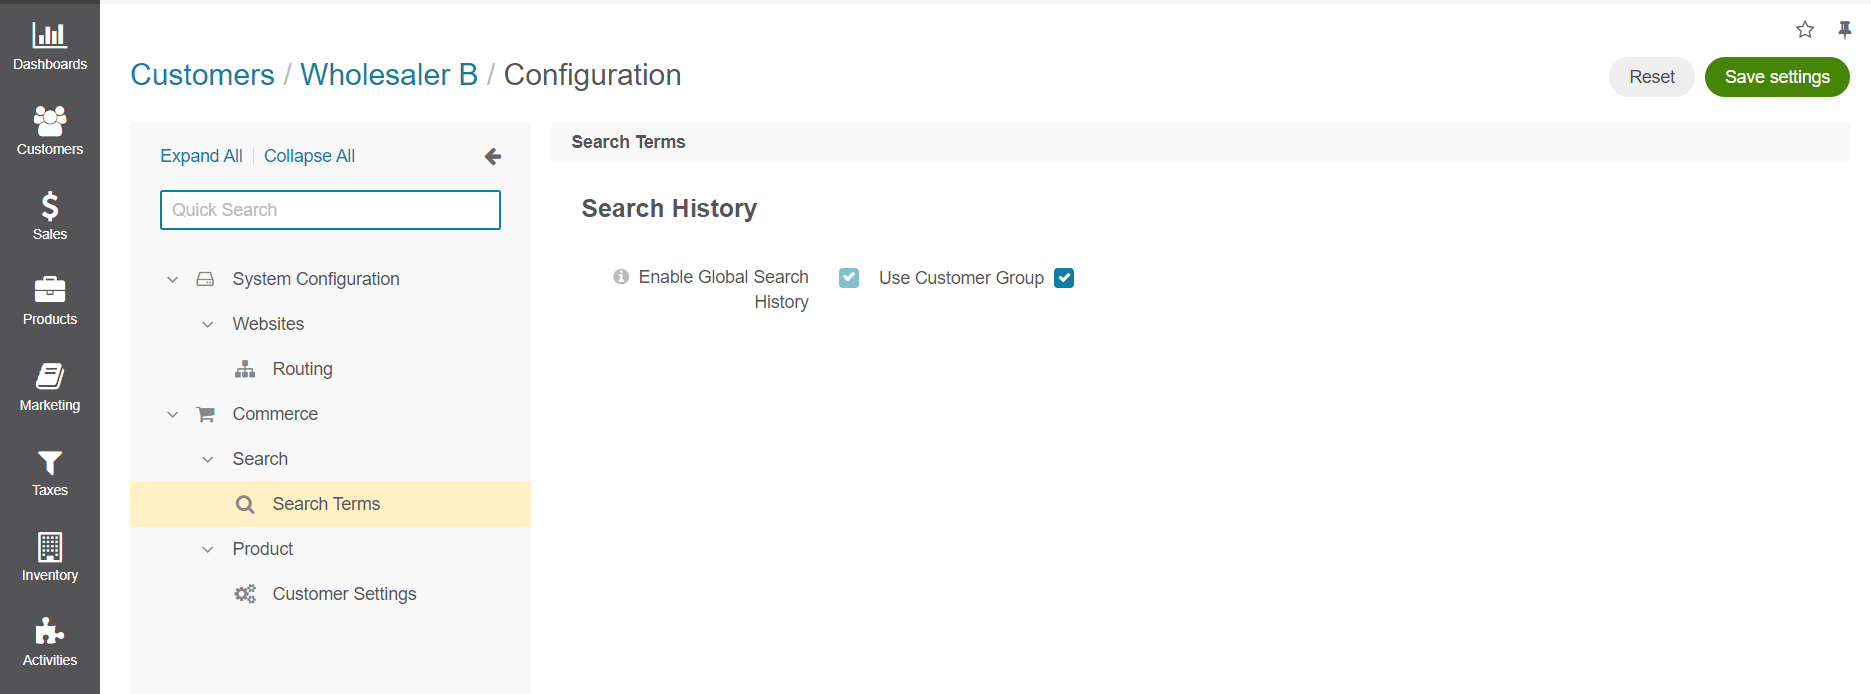 Dashboards
Customers
Sales
Products
Marketing
Taxes
Inventory
Activities
Customers / Wholesaler B / Configuration
Reset
Save settings
Expand All
Collapse All
Quick Search
System Configuration
Websites
Routing
Commerce
Search
Search Terms
Product
Customer Settings
Search Terms
Search History
Enable Global Search
History
Use Customer Group